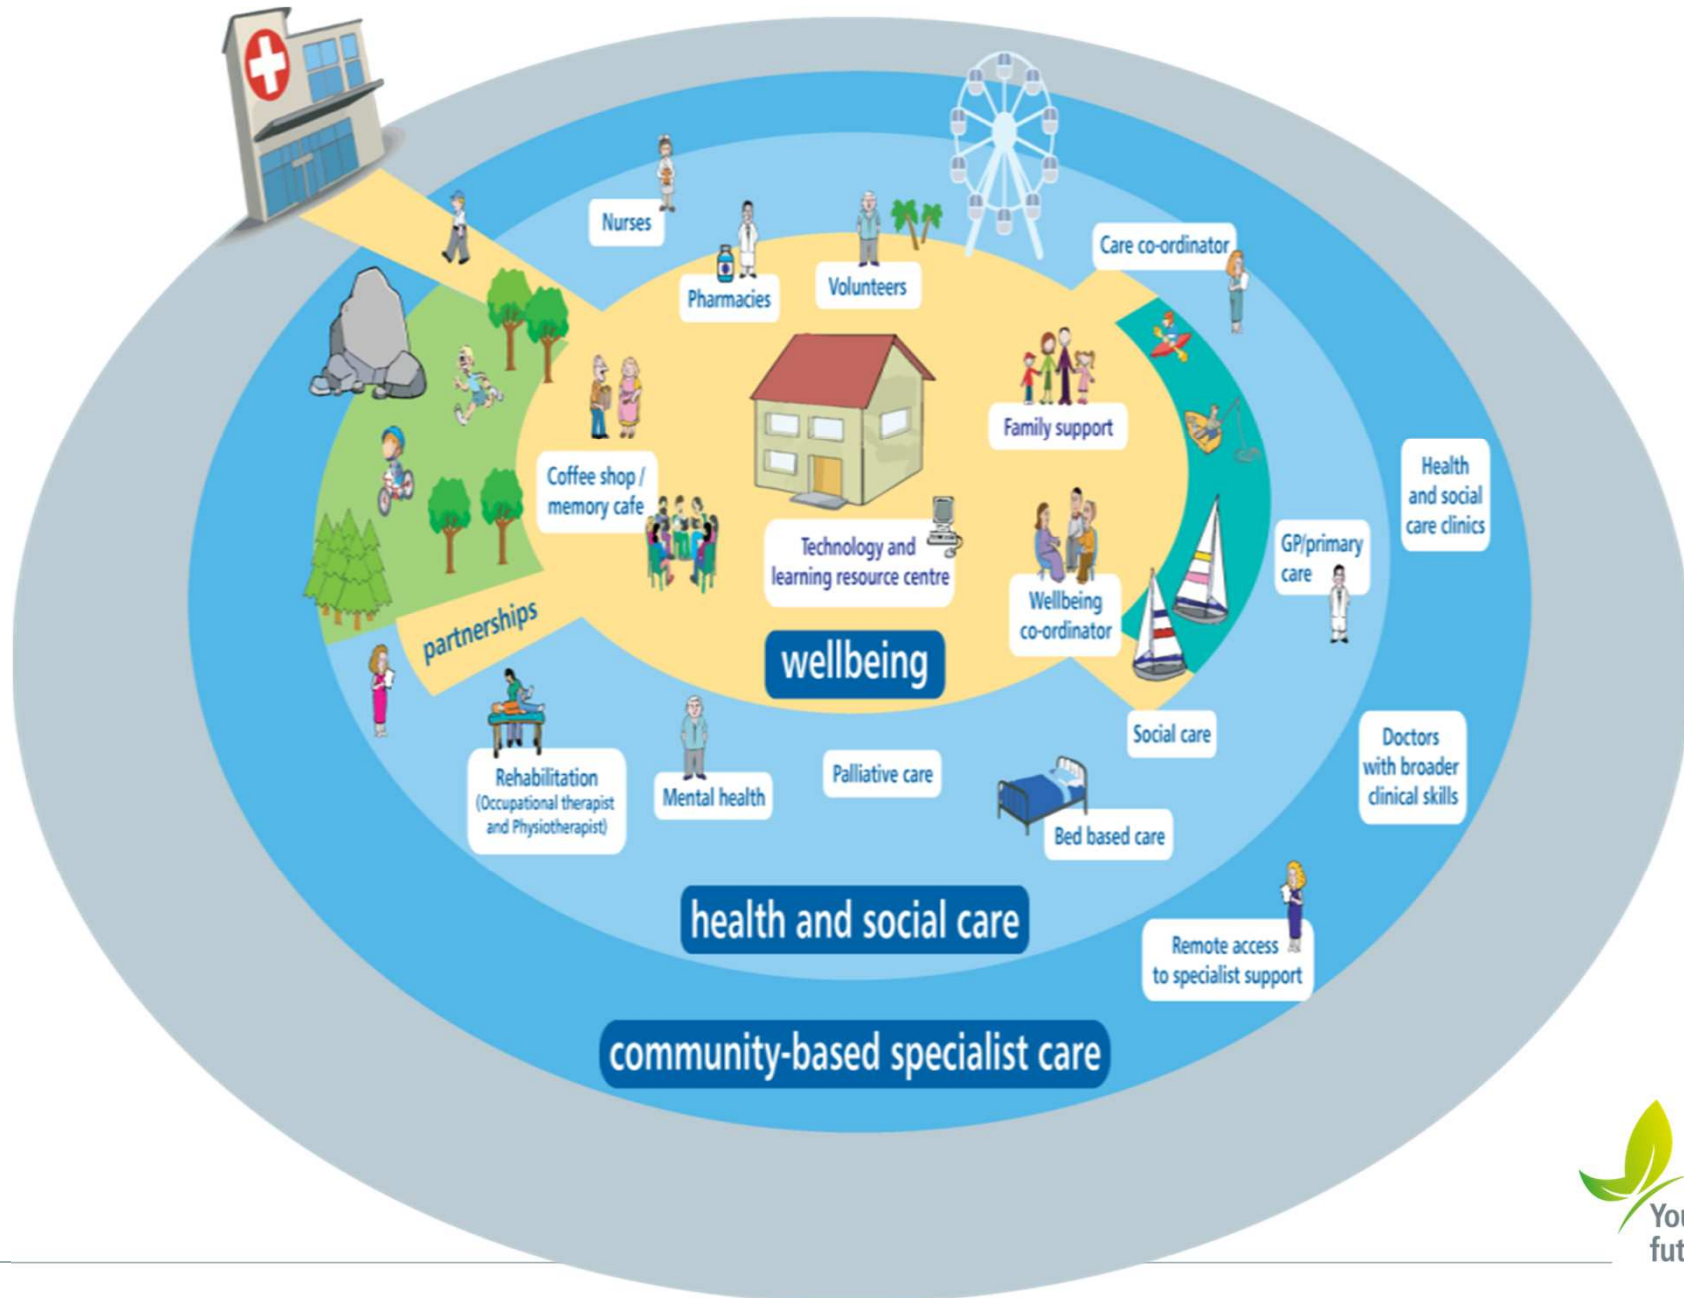 Nurses
Care co-ordinator
Pharmacies
Volunteers
Family support
Coffee shop /
memory cafe
Technology and
learning resource centre
Wellbeing
co-ordinator
Health
and social
care clinics
GP/primary
care
partnerships
wellbeing
Rehabilitation
(Occupational therapist
and Physiotherapist)
Mental health
Palliative care
Social care
Bed based care
Doctors
with broader
clinical skills
health and social care
Remote access
to specialist support
community-based specialist care